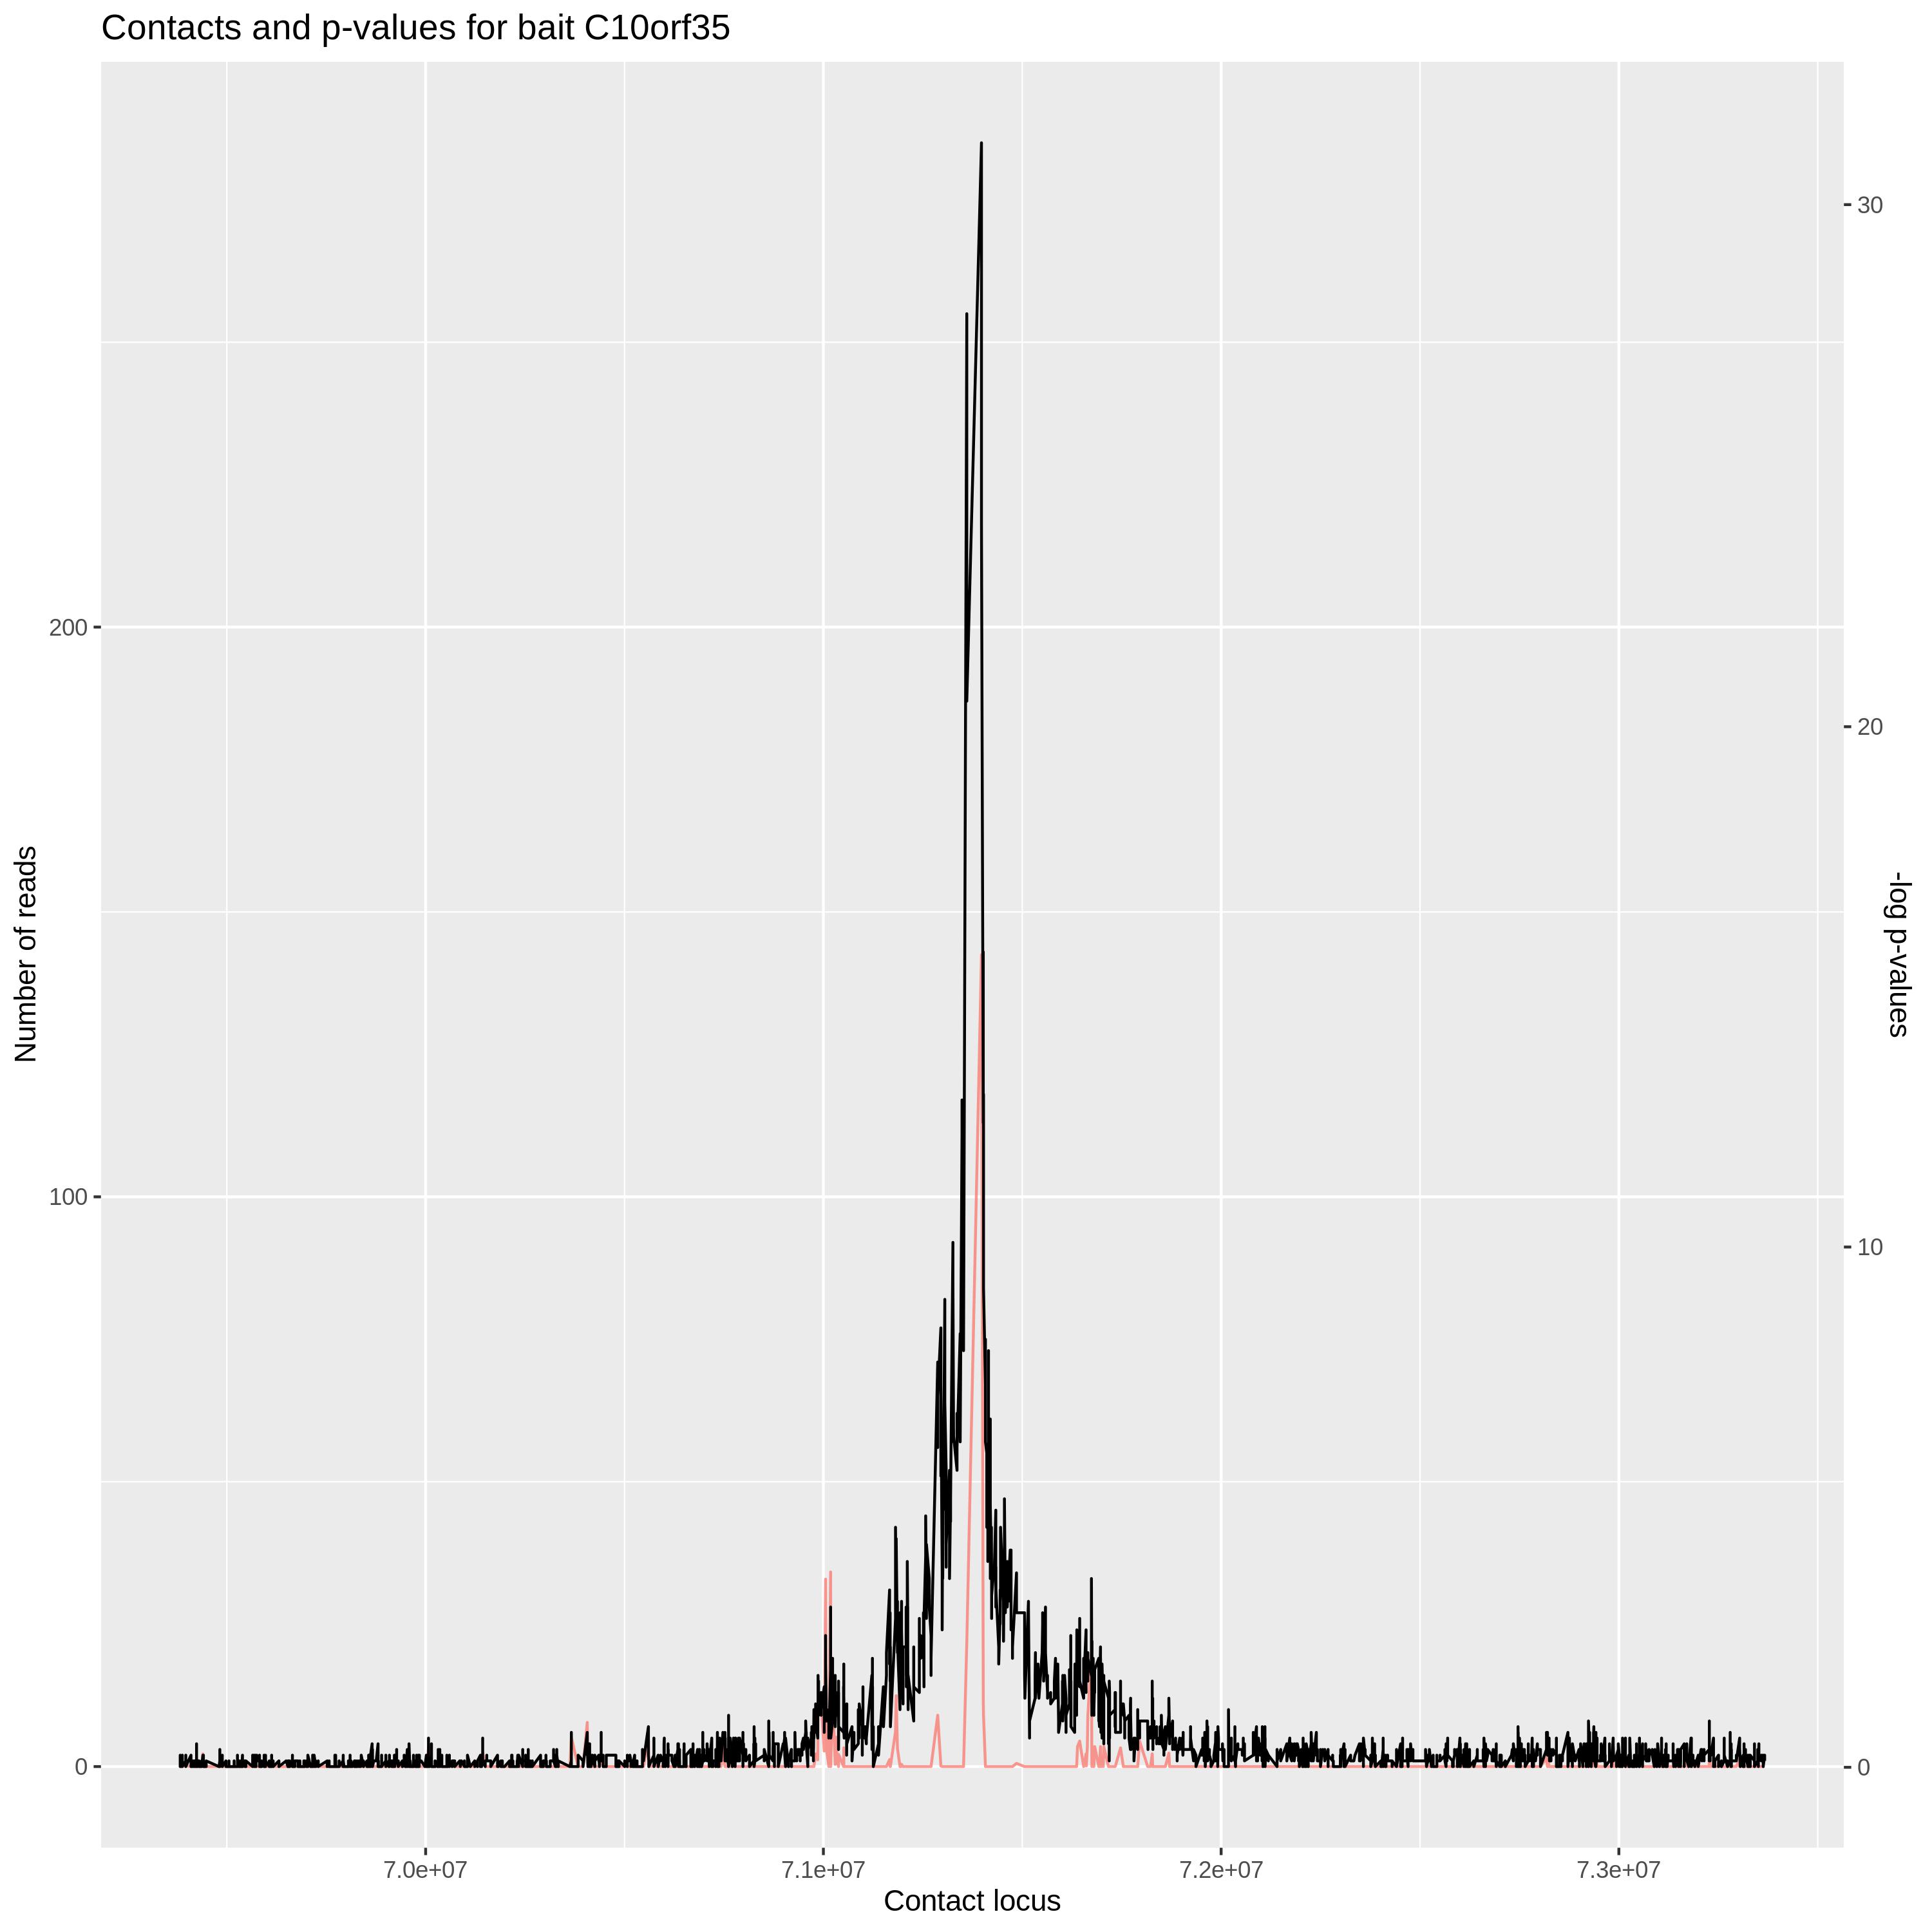 Contacts and p-values for bait C10orf35
Number of reads
200
100
0
30
20
10
0
-log p-values
7.0e+07
7.1e+07
7.2e+07
7.3e+07
Contact locus